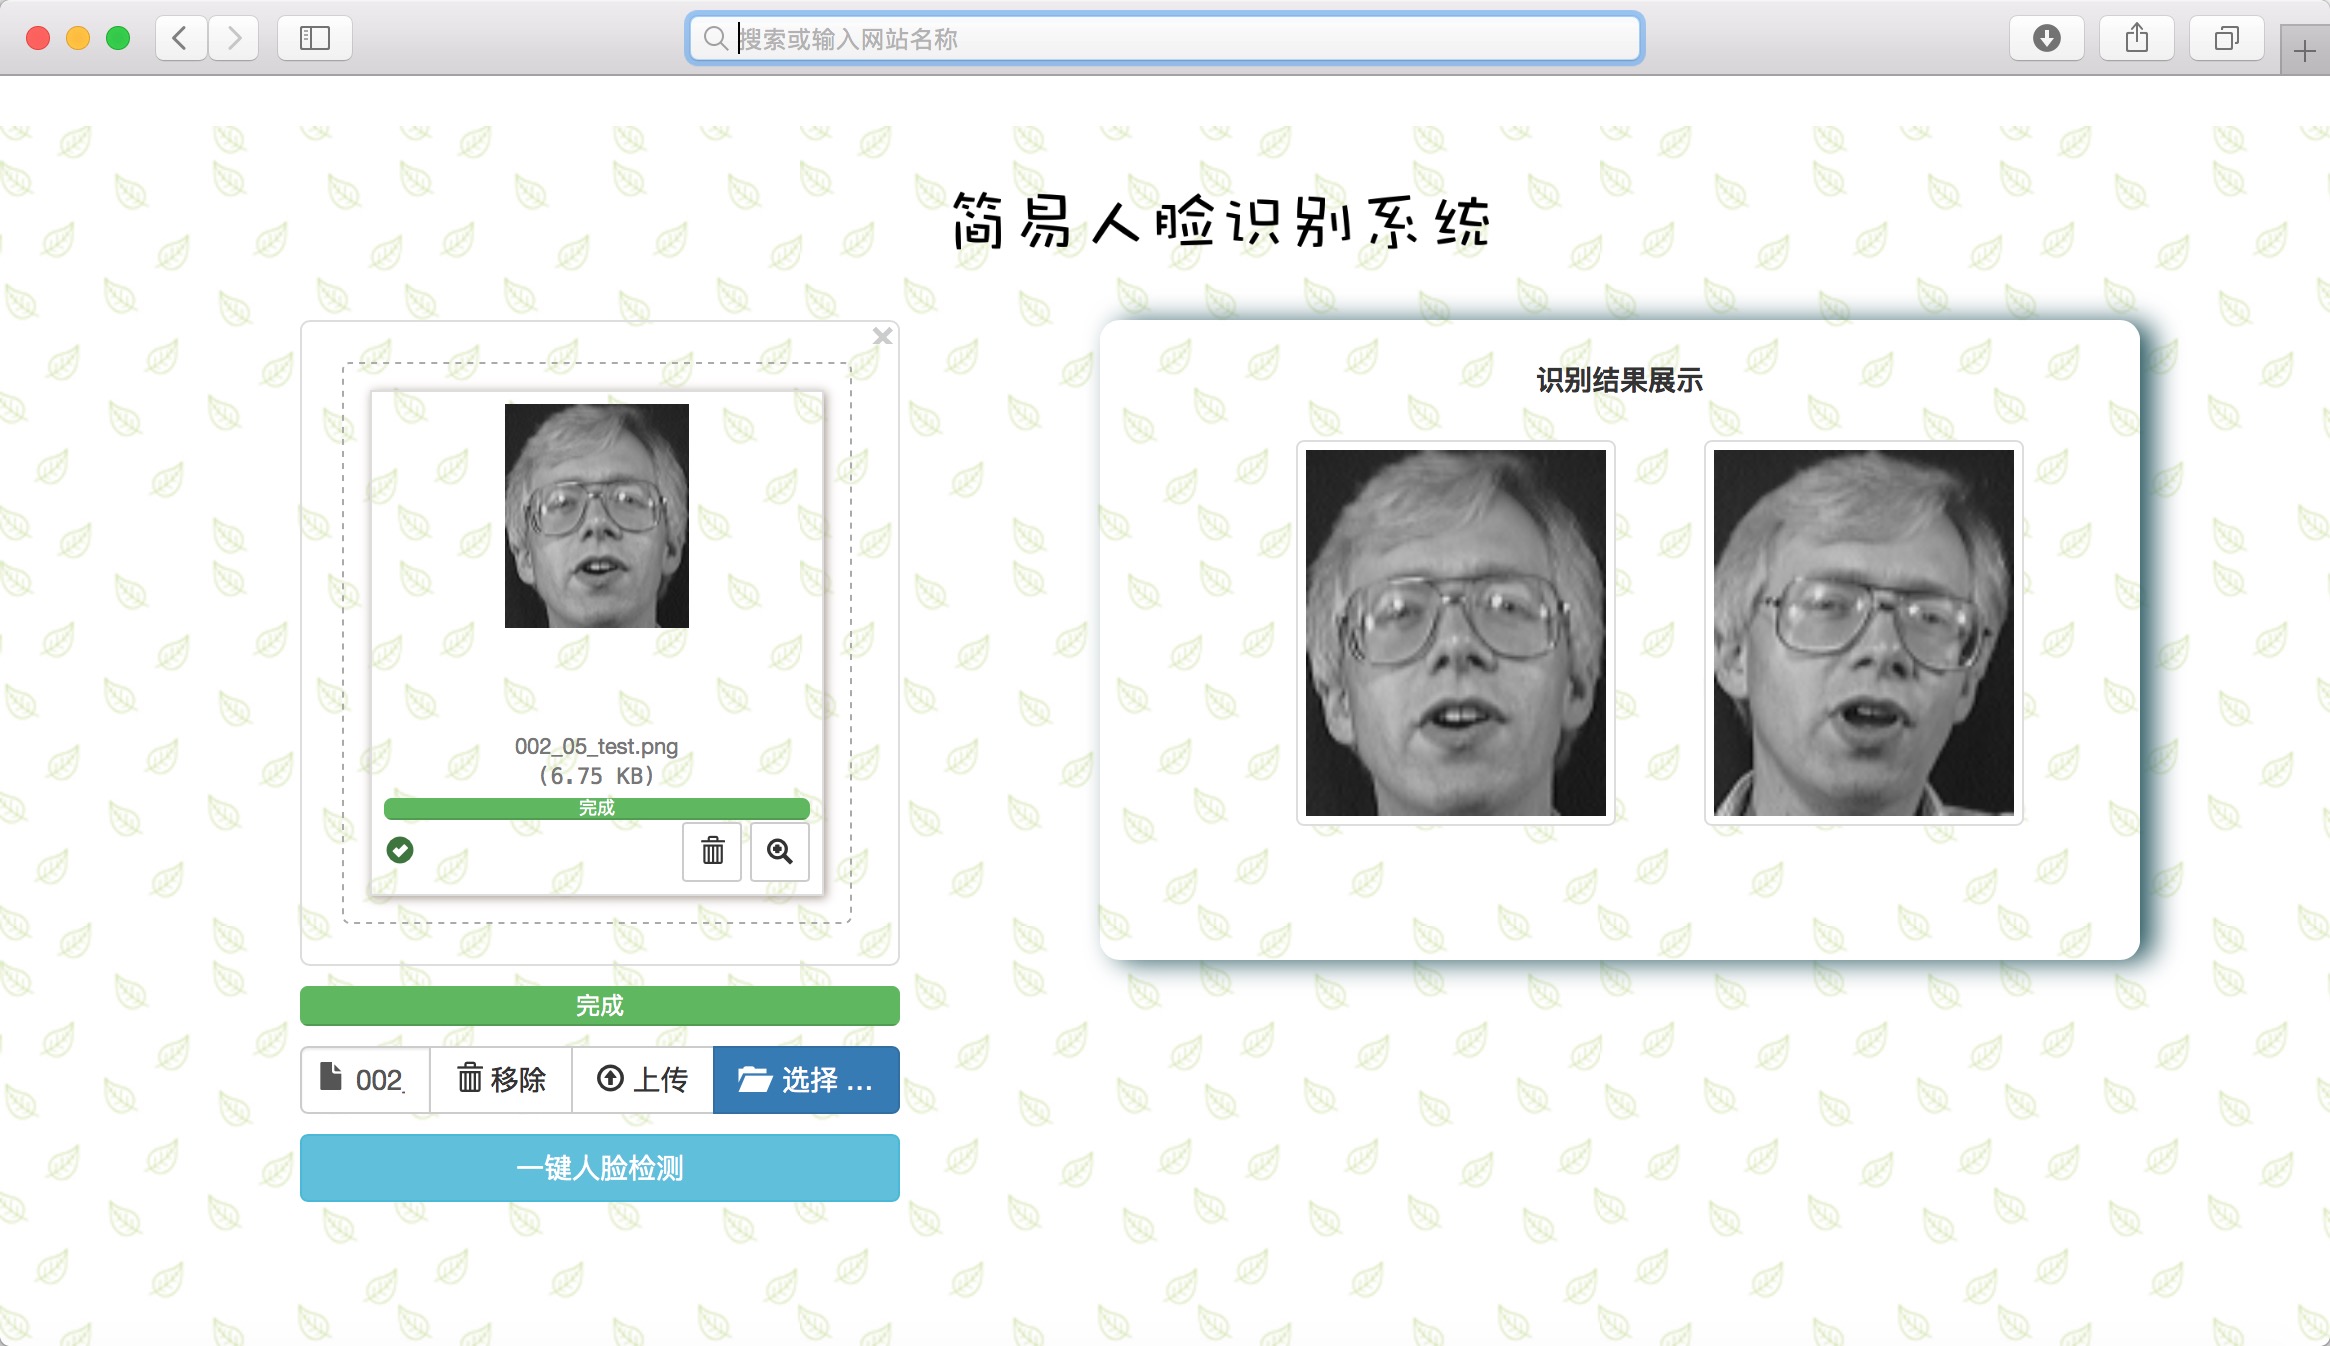 搜索或输入网站名称
简易人脸识别系统
识别结果展示
002_05_test.png
(6.75 KB)
完成
完成
002_
移除
上传
选择 ...
一键人脸检测